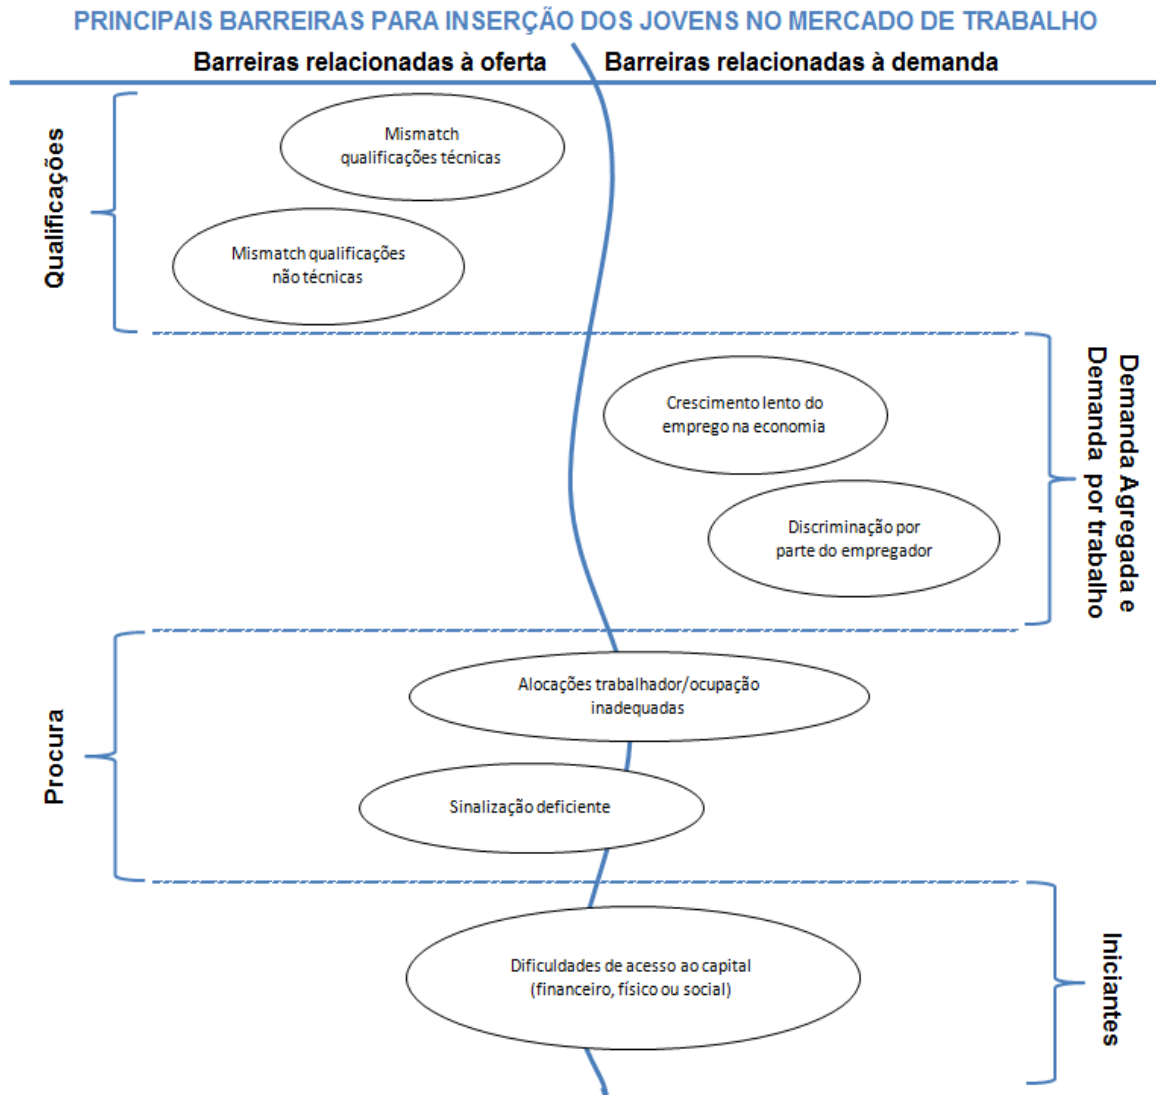 PRINCIPAIS BARREIRAS PARA INSERÇÃO DOS JOVENS NO MERCADO DE TRABALHO
Barreiras relacionadas à oferta
Barreiras relacionadas à demanda
Qualificações
Mismatch
qualificações técnicas
Mismatch qualificações
não técnicas
Demanda Agregada e
Demanda por trabalho
Crescimento lento do
emprego na economia
Discriminação por
parte do empregador
Procura
Alocações trabalhador/ocupação
inadequadas
Sinalização deficiente
Iniciantes
Dificuldades de acesso ao capital
(financeiro, físico ou social)